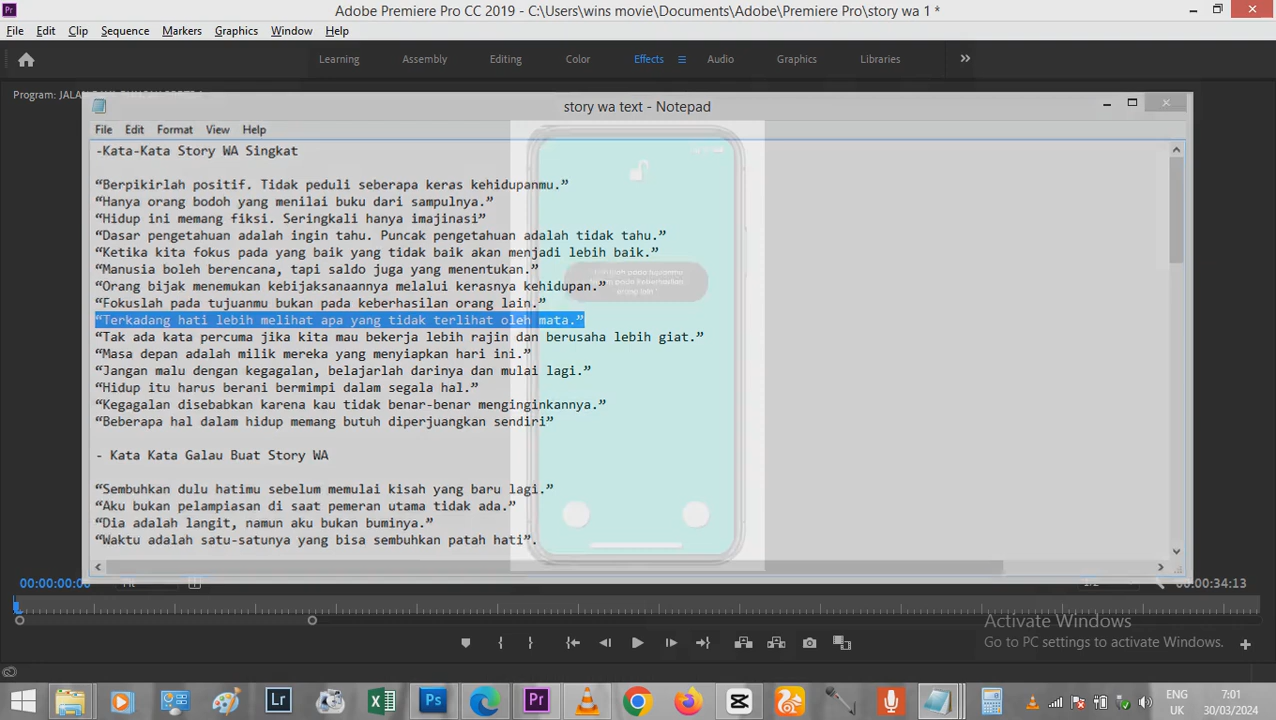 Adobe Premiere Pro CC 2019 - C:\Users\wins movie\Documents\Adobe\Premiere Pro\story wa 1 *
File Edit Clip Sequence Markers Graphics Window Help
Learning Assembly Editing Color Effects Audio Graphics Libraries
Program: JALAN
story wa text - Notepad
File Edit Format View Help
-Kata-Kata Story WA Singkat
“Berpikirlah positif. Tidak peduli seberapa keras kehidupanmu.”
“Hanya orang bodoh yang menilai buku dari sampulnya.”
“Hidup ini memang fiksi. Seringkali hanya imajinasi”
“Dasar pengetahuan adalah ingin tahu. Puncak pengetahuan adalah tidak tahu.”
“Ketika kita fokus pada yang baik yang tidak baik akan menjadi lebih baik.”
“Manusia boleh berencana, tapi saldo juga yang menentukan.”
“Orang bijak menemukan kebijaksanaannya melalui kerasnya kehidupan.”
“Fokuslah pada tujuanmu bukan pada keberhasilan orang lain.”
“Terkadang hati lebih melihat apa yang tidak terlihat oleh mata.”
“Tak ada kata percuma jika kita mau bekerja lebih rajin dan berusaha lebih giat.”
“Masa depan adalah milik mereka yang menyiapkan hari ini.”
“Jangan malu dengan kegagalan, belajarlah darinya dan mulai lagi.”
“Hidup itu harus berani bermimpi dalam segala hal.”
“Kegagalan disebabkan karena kau tidak benar-benar menginginkannya.”
“Beberapa hal dalam hidup memang butuh diperjuangkan sendiri”
- Kata Kata Galau Buat Story WA
“Sembuhkan dulu hatimu sebelum memulai kisah yang baru lagi.”
“Aku bukan pelampiasan di saat pemeran utama tidak ada.”
“Dia adalah langit, namun aku bukan buminya.”
“Waktu adalah satu-satunya yang bisa sembuhkan patah hati”.
00:00:00:00 Fit 1/2 00:00:34:13
Activate Windows
Go to PC settings to activate Windows.
ENG 7:01
UK 30/03/2024